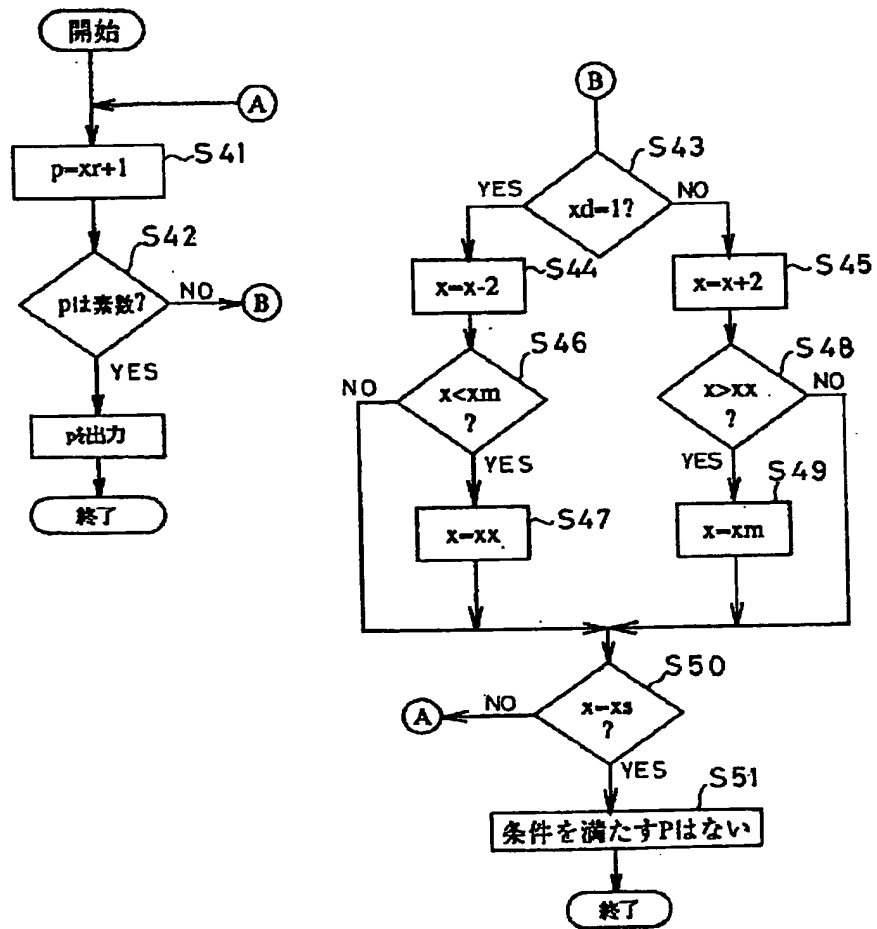 開始
A
S41
p=xr+1
S42
pは素数?
NO
B
YES
pを出力
終了
B
S43
YES
xd=1?
NO
S44
x=x-2
S45
x=x+2
S46
NO
x<xm
?
YES
S48
x>xx
?
NO
YES
S47
x=xx
S49
x=xm
S50
A
NO
x=xs
?
YES
S51
条件を満たすPはない
終了